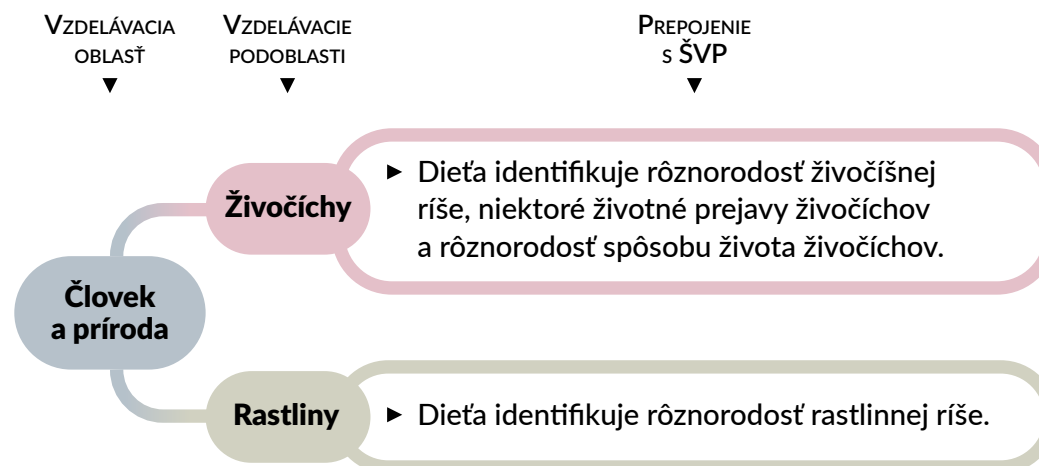 VZDELÁVACIA
OBLASŤ
VZDELÁVACIE
PODOBLASTI
PREPOJENIE
S ŠVP
Živočíchy
► Dieťa identifikuje rôznorodosť živočíšnej
ríše, niektoré životné prejavy živočíchov
a rôznorodosť spôsobu života živočíchov.
Človek
a príroda
Rastliny
► Dieťa identifikuje rôznorodosť rastlinnej ríše.